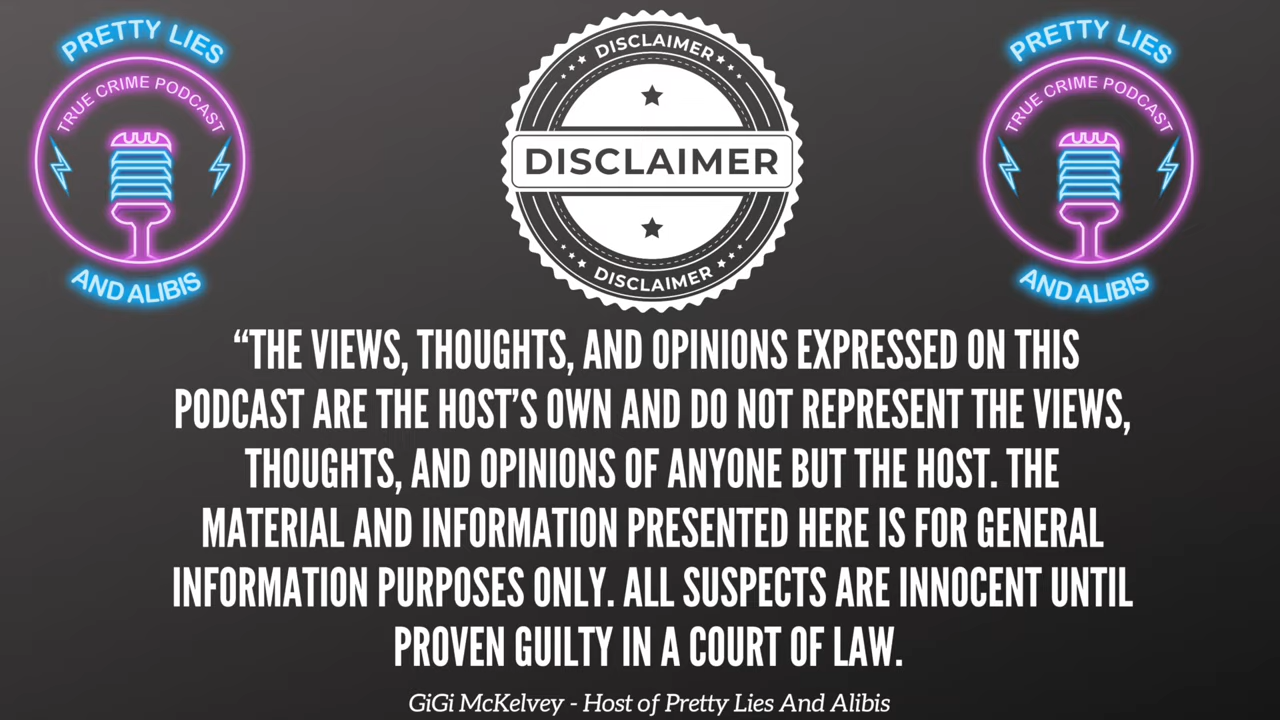 PRETTY LIES
TRUE CRIME PODCAST
AND ALIBIS
DISCLAIMER
DISCLAIMER
DISCLAIMER
PRETTY LIES
TRUE CRIME PODCAST
AND ALIBIS
“THE VIEWS, THOUGHTS, AND OPINIONS EXPRESSED ON THIS
PODCAST ARE THE HOST’S OWN AND DO NOT REPRESENT THE VIEWS,
THOUGHTS, AND OPINIONS OF ANYONE BUT THE HOST. THE
MATERIAL AND INFORMATION PRESENTED HERE IS FOR GENERAL
INFORMATION PURPOSES ONLY. ALL SUSPECTS ARE INNOCENT UNTIL
PROVEN GUILTY IN A COURT OF LAW.
GiGi McKelvey - Host of Pretty Lies And Alibis